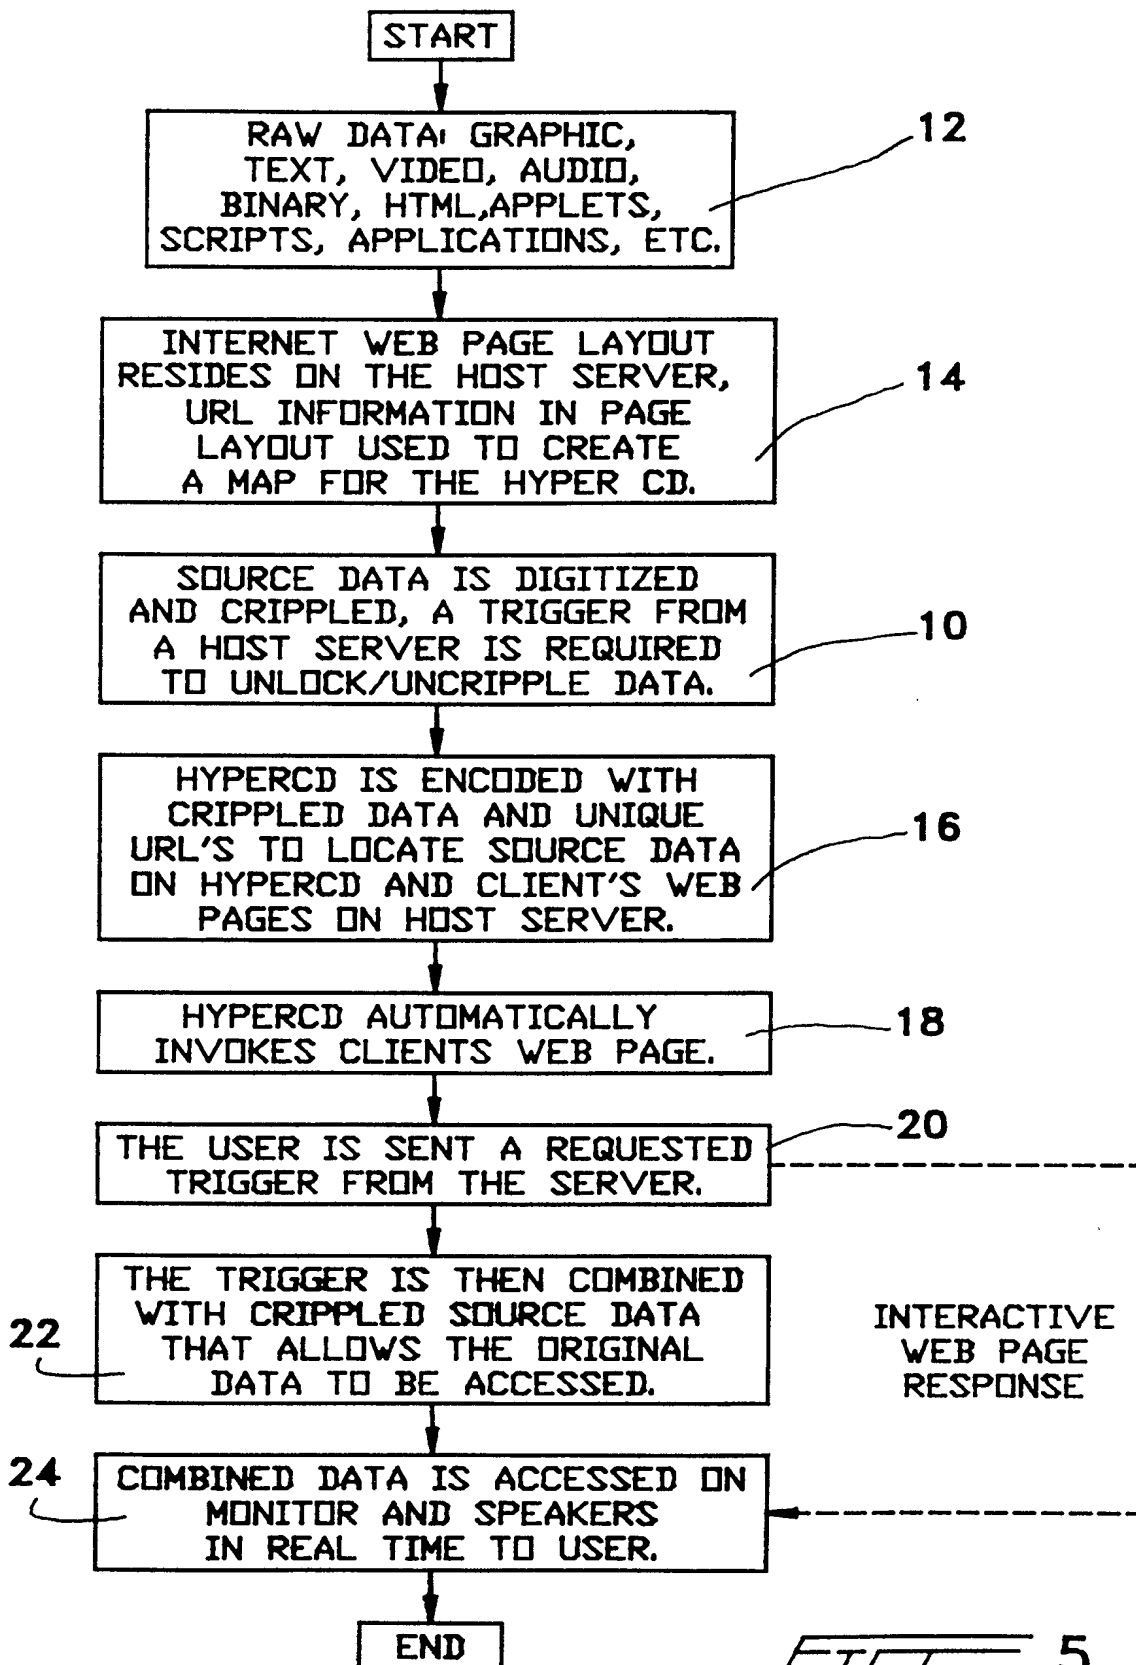 START
RAW DATA: GRAPHIC,
TEXT, VIDEO, AUDIO,
BINARY, HTML,APPLETS,
SCRIPTS, APPLICATIONS, ETC.
12
INTERNET WEB PAGE LAYOUT
RESIDES ON THE HOST SERVER,
URL INFORMATION IN PAGE
LAYOUT USED TO CREATE
A MAP FOR THE HYPER CD.
14
SOURCE DATA IS DIGITIZED
AND CRIPPLED, A TRIGGER FROM
A HOST SERVER IS REQUIRED
TO UNLOCK/UNCRIPPLE DATA.
10
HYPERCD IS ENCODED WITH
CRIPPLED DATA AND UNIQUE
URL'S TO LOCATE SOURCE DATA
ON HYPERCD AND CLIENT'S WEB
PAGES ON HOST SERVER.
16
HYPERCD AUTOMATICALLY
INVOKES CLIENTS WEB PAGE.
18
THE USER IS SENT A REQUESTED
TRIGGER FROM THE SERVER.
20
THE TRIGGER IS THEN COMBINED
WITH CRIPPLED SOURCE DATA
THAT ALLOWS THE ORIGINAL
DATA TO BE ACCESSED.
22
INTERACTIVE
WEB PAGE
RESPONSE
COMBINED DATA IS ACCESSED ON
MONITOR AND SPEAKERS
IN REAL TIME TO USER.
24
END
5